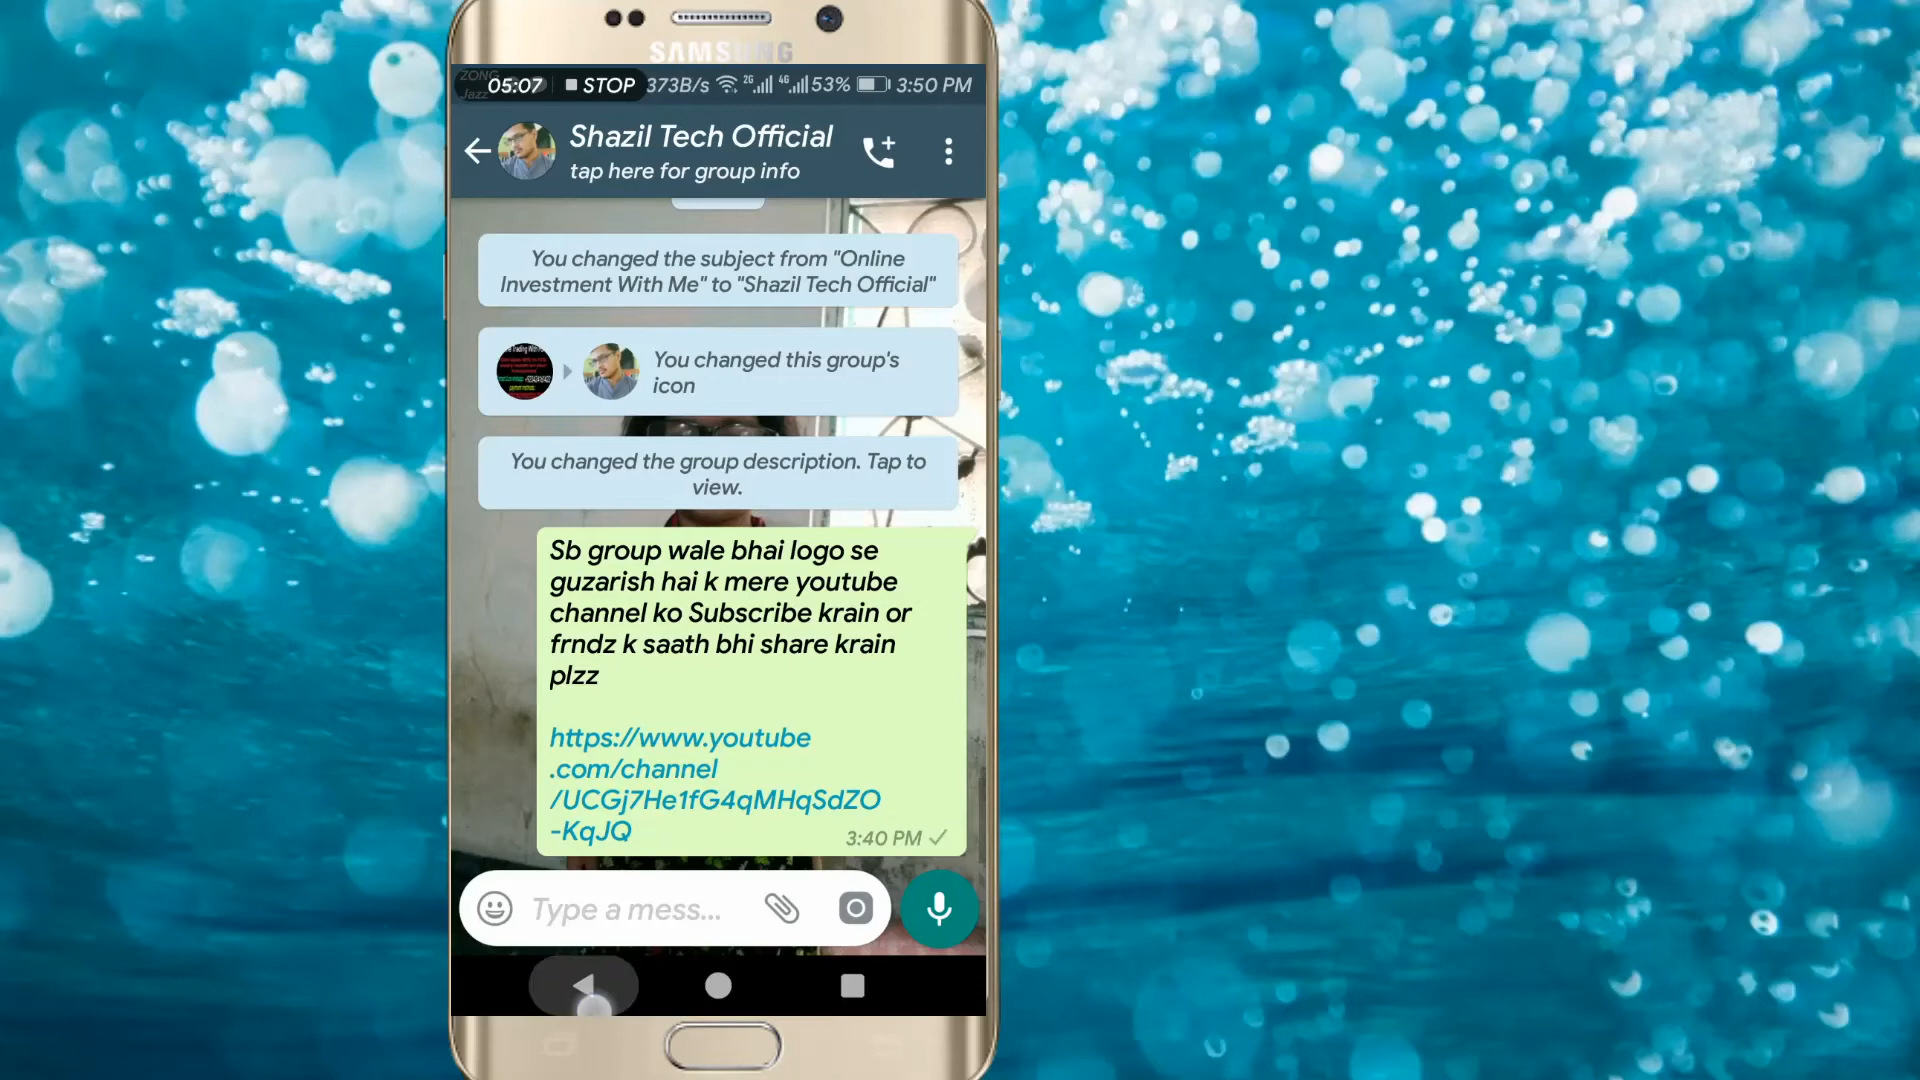 SAMSUNG
ZONG
Jazz
05:07 STOP 373B/s 2G 4G 53% 3:50 PM
Shazil Tech Official
tap here for group info
You changed the subject from "Online
Investment With Me" to "Shazil Tech Official"
You changed this group's
icon
You changed the group description. Tap to
view.
Sb group wale bhai logo se
guzarish hai k mere youtube
channel ko Subscribe krain or
frndz k saath bhi share krain
plzz
https://www.youtube
.com/channel
/UCGj7He1fG4qMHqSdZO
-KqJQ
3:40 PM
Type a mess...